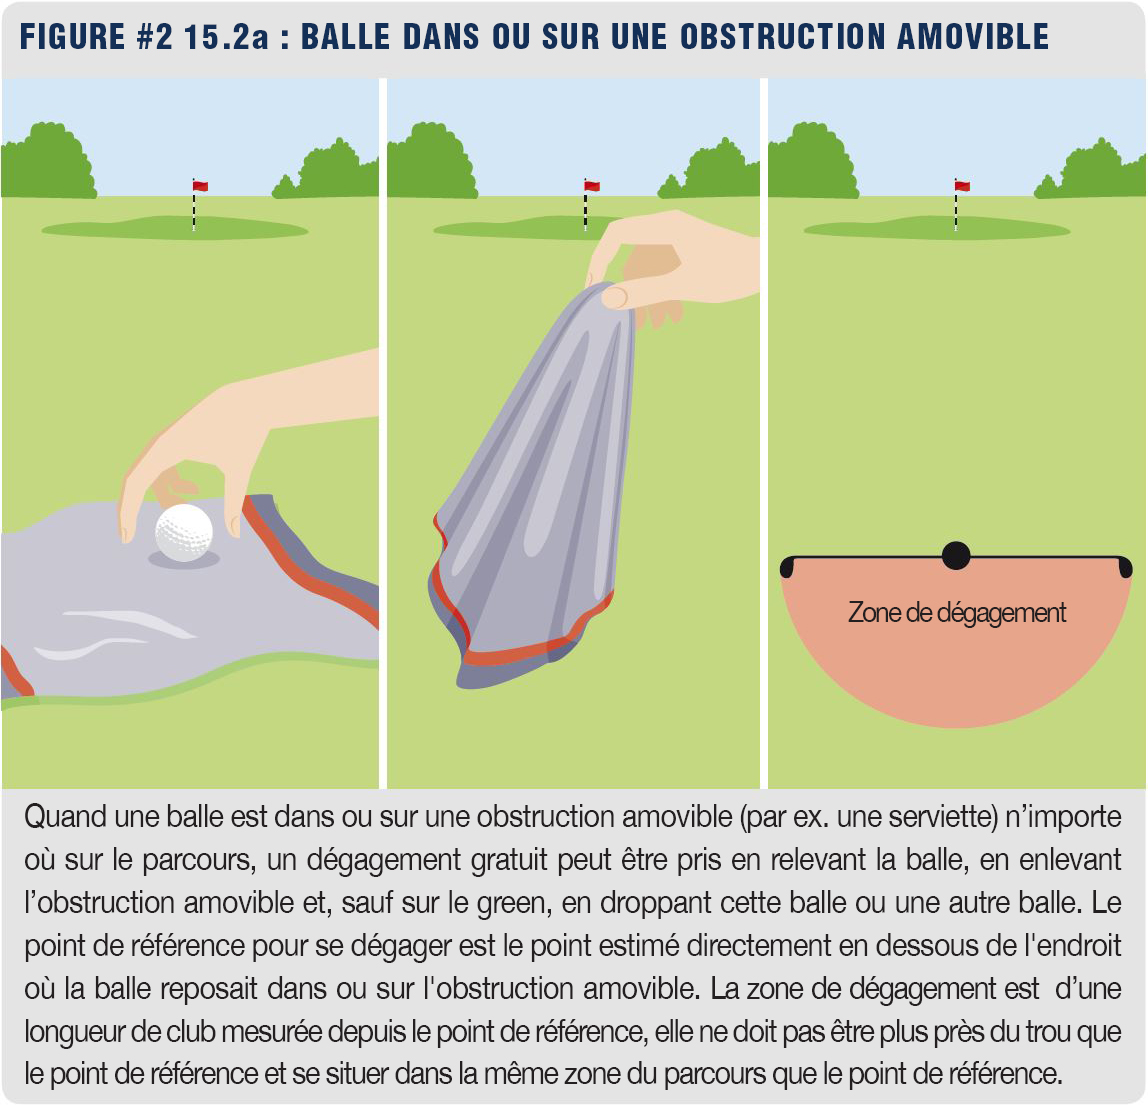 FIGURE #2 15.2a : BALLE DANS OU SUR UNE OBSTRUCTION AMOVIBLE
Zone de dégagement
Quand une balle est dans ou sur une obstruction amovible (par ex. une serviette) n’importe
où sur le parcours, un dégagement gratuit peut être pris en relevant la balle, en enlevant
l’obstruction amovible et, sauf sur le green, en droppant cette balle ou une autre balle. Le
point de référence pour se dégager est le point estimé directement en dessous de l'endroit
où la balle reposait dans ou sur l'obstruction amovible. La zone de dégagement est  d’une
longueur de club mesurée depuis le point de référence, elle ne doit pas être plus près du trou que
le point de référence et se situer dans la même zone du parcours que le point de référence.